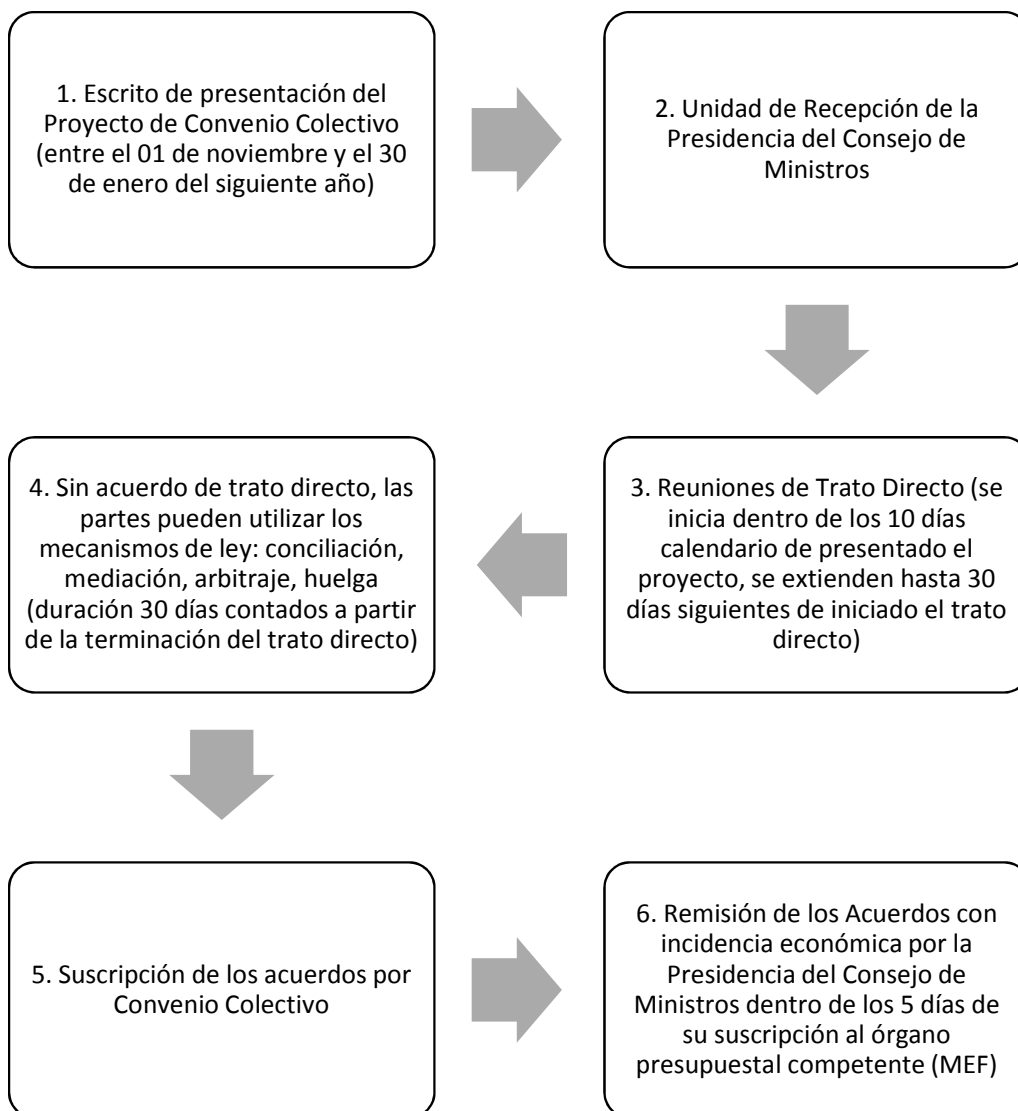 1. Escrito de presentación del
Proyecto de Convenio Colectivo
(entre el 01 de noviembre y el 30
de enero del siguiente año)
2. Unidad de Recepción de la
Presidencia del Consejo de
Ministros
3. Reuniones de Trato Directo (se
inicia dentro de los 10 días
calendario de presentado el
proyecto, se extienden hasta 30
días siguientes de iniciado el trato
directo)
4. Sin acuerdo de trato directo, las
partes pueden utilizar los
mecanismos de ley: conciliación,
mediación, arbitraje, huelga
(duración 30 días contados a partir
de la terminación del trato directo)
5. Suscripción de los acuerdos por
Convenio Colectivo
6. Remisión de los Acuerdos con
incidencia económica por la
Presidencia del Consejo de
Ministros dentro de los 5 días de
su suscripción al órgano
presupuestal competente (MEF)